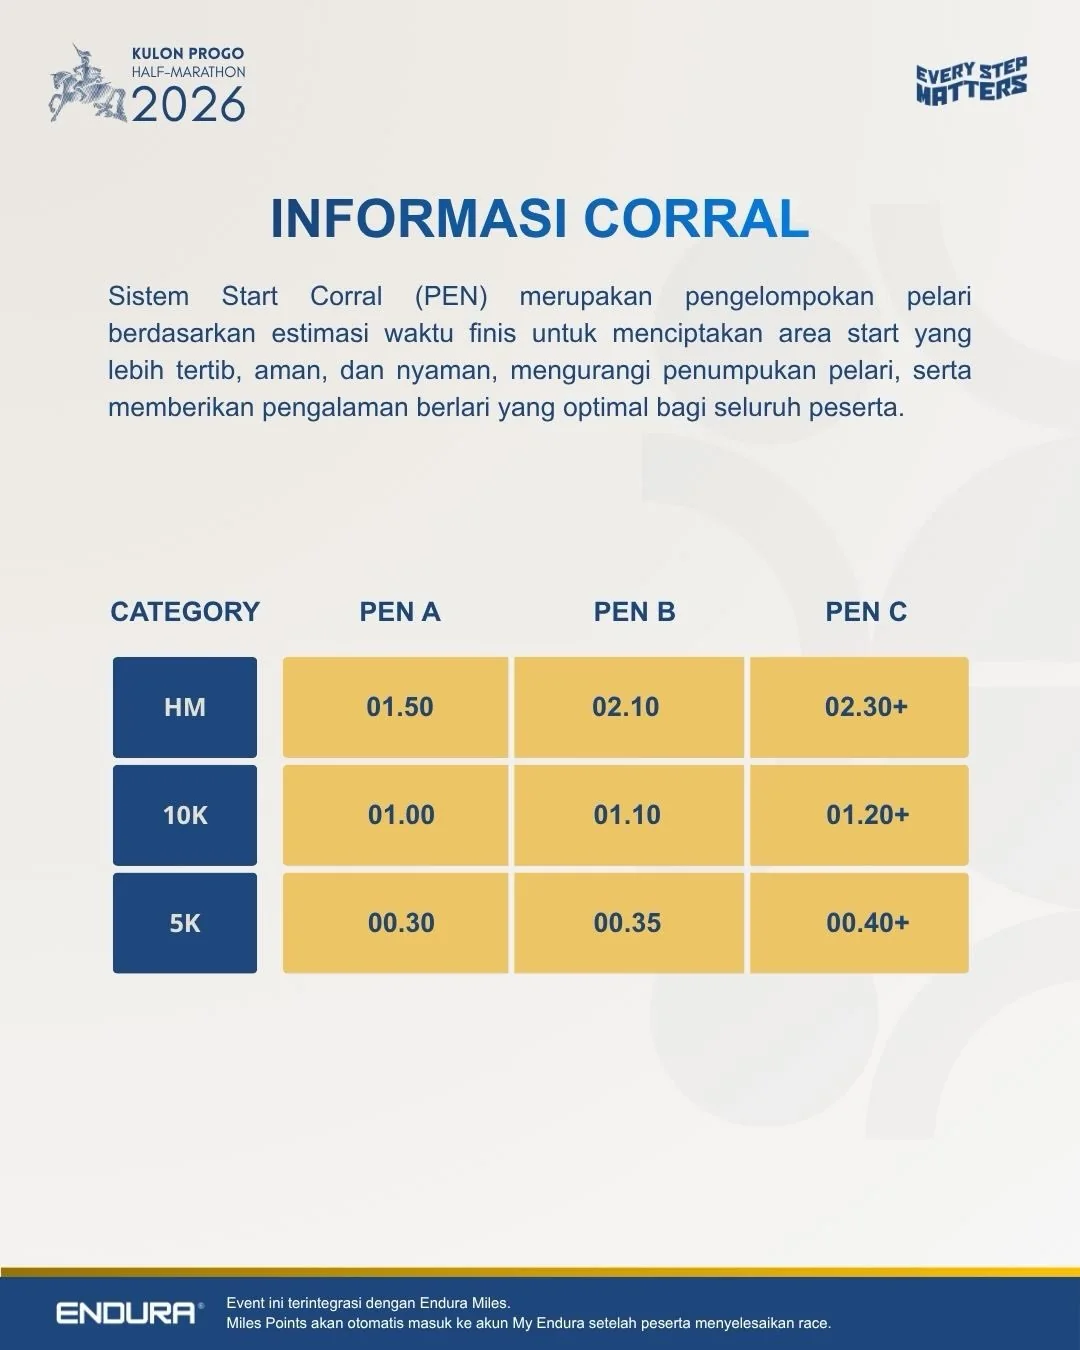 KULON PROGO
HALF-MARATHON
2026
EVERY STEP
MATTERS
INFORMASI CORRAL
Sistem Start Corral (PEN) merupakan pengelompokan pelari
berdasarkan estimasi waktu finis untuk menciptakan area start yang
lebih tertib, aman, dan nyaman, mengurangi penumpukan pelari, serta
memberikan pengalaman berlari yang optimal bagi seluruh peserta.
CATEGORY PEN A PEN B PEN C
HM 01.50 02.10 02.30+
10K 01.00 01.10 01.20+
5K 00.30 00.35 00.40+
ENDURA®
Event ini terintegrasi dengan Endura Miles.
Miles Points akan otomatis masuk ke akun My Endura setelah peserta menyelesaikan race.